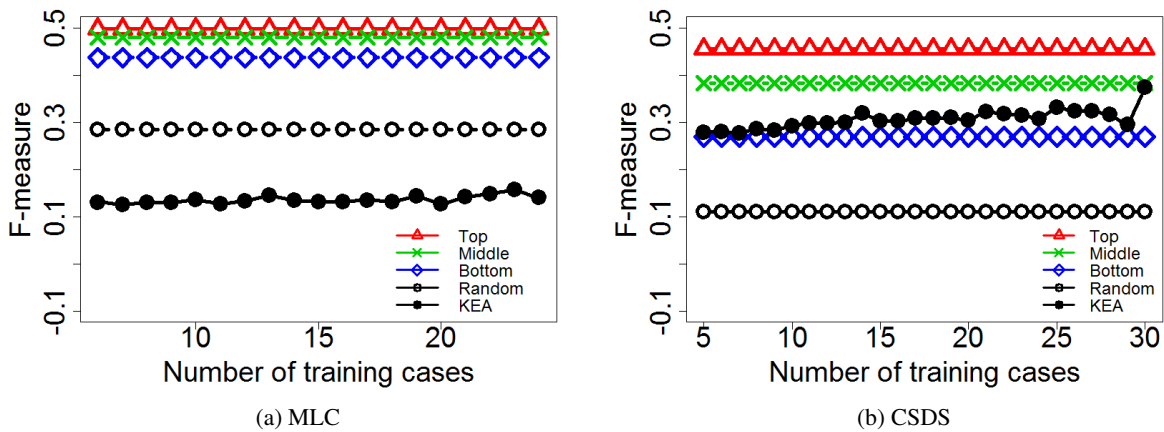 0.5
0.3
0.1
-0.1
F-measure
Top
Middle
Bottom
Random
KEA
10
15
20
Number of training cases
(a) MLC
0.5
0.3
0.1
-0.1
F-measure
Top
Middle
Bottom
Random
KEA
5
10
15
20
25
30
Number of training cases
(b) CSDS